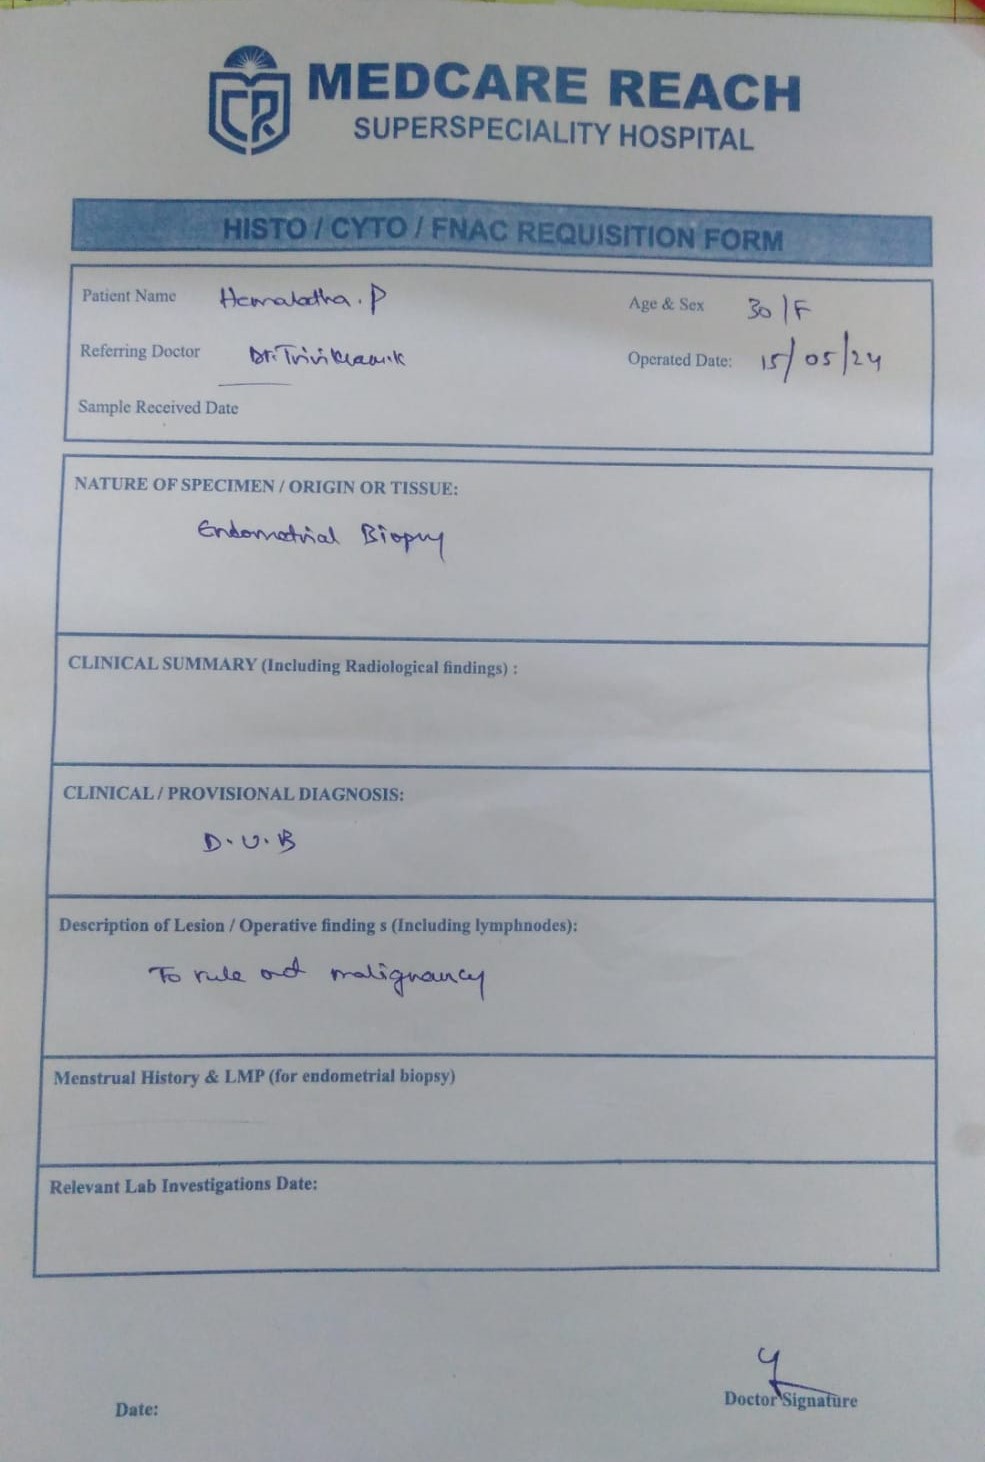 CR
MEDCARE REACH
SUPERSPECIALITY HOSPITAL
HISTO / CYTO / FNAC REQUISITION FORM
Patient Name Hemalatha. P Age & Sex 30/F
Referring Doctor Dr. Trivikram.k Operated Date: 15/05/24
Sample Received Date
NATURE OF SPECIMEN / ORIGIN OR TISSUE:
Endometrial Biopsy
CLINICAL SUMMARY (Including Radiological findings) :
CLINICAL / PROVISIONAL DIAGNOSIS:
D.U.B
Description of Lesion / Operative finding s (Including lymphnodes):
To rule out malignancy
Menstrual History & LMP (for endometrial biopsy)
Relevant Lab Investigations Date:
Doctor Signature
Date: